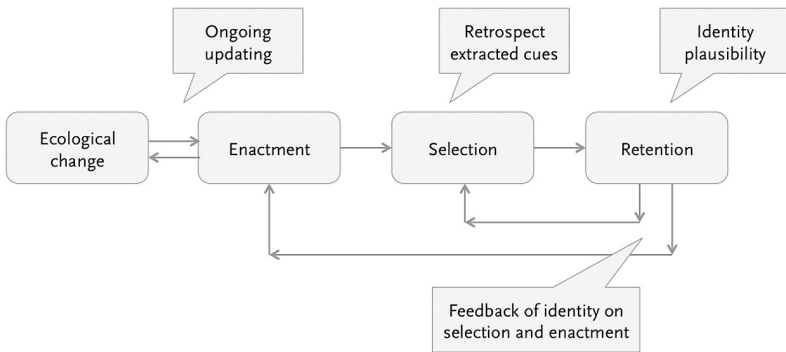 Ongoing
updating
Retrospect
extracted cues
Identity
plausibility
Ecological
change
Enactment
Selection
Retention
Feedback of identity on
selection and enactment